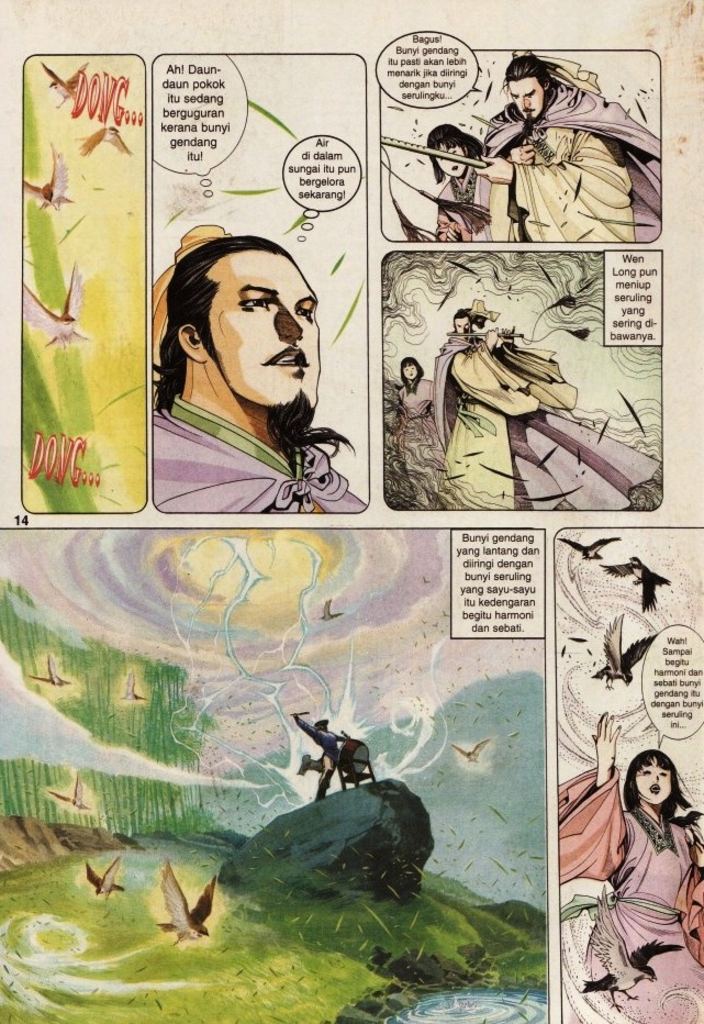 DONG...
DONG...
Ah! Daun-
daun pokok
itu sedang
berguguran
kerana bunyi
gendang
itu!
Air
di dalam
sungai itu pun
bergelora
sekarang!
Bagus!
Bunyi gendang
itu pasti akan lebih
menarik jika diiringi
dengan bunyi
serulingku...
Wen
Long pun
meniup
seruling
yang
sering di-
bawanya.
14
Bunyi gendang
yang lantang dan
diiringi dengan
bunyi seruling
yang sayu-sayu
itu kedengaran
begitu harmoni
dan sebati.
Wah!
Sampai
begitu
harmoni dan
sebati bunyi
gendang itu
dengan bunyi
seruling
ini...